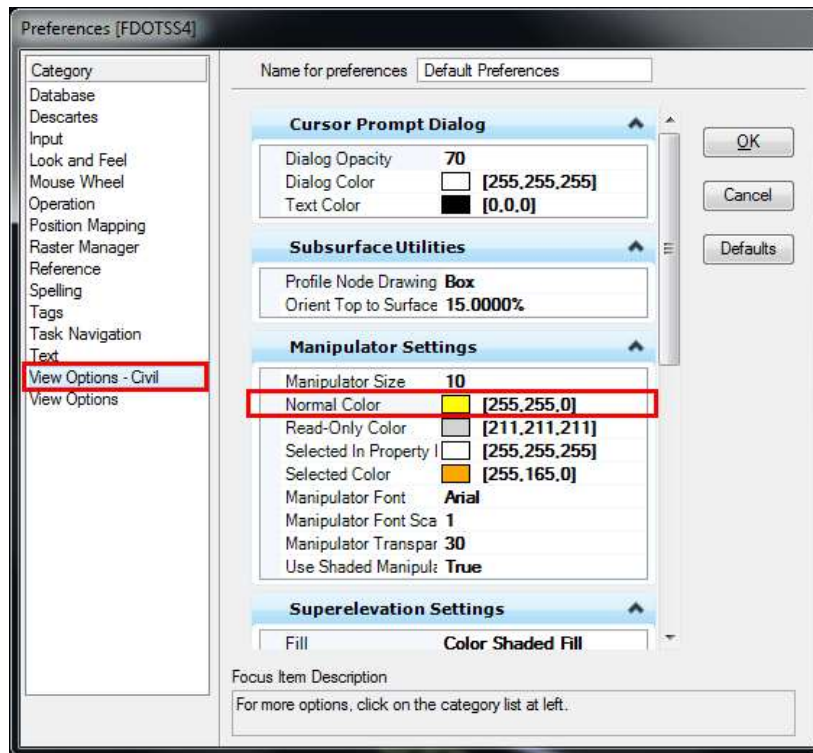 Preferences [FDOTSS4]
Category
Database
Descartes
Input
Look and Feel
Mouse Wheel
Operation
Position Mapping
Raster Manager
Reference
Spelling
Tags
Task Navigation
Text
View Options - Civil
View Options
Name for preferences Default Preferences
Cursor Prompt Dialog
Dialog Opacity 70
Dialog Color [255,255,255]
Text Color [0,0,0]
Subsurface Utilities
Profile Node Drawing Box
Orient Top to Surface 15.0000%
Manipulator Settings
Manipulator Size 10
Normal Color [255,255,0]
Read-Only Color [211,211,211]
Selected In Property [255,255,255]
Selected Color [255,165,0]
Manipulator Font Arial
Manipulator Font Sca 1
Manipulator Transpar 30
Use Shaded Manipula True
Superelevation Settings
Fill Color Shaded Fill
OK
Cancel
Defaults
Focus Item Description
For more options, click on the category list at left.